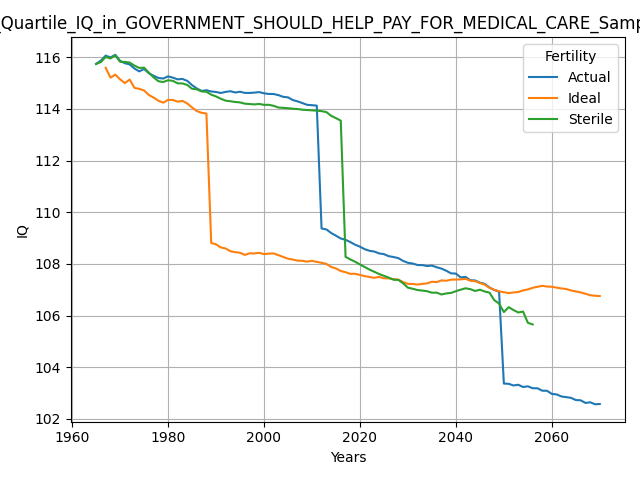 _Quartile_IQ_in_GOVERNMENT_SHOULD_HELP_PAY_FOR_MEDICAL_CARE_Samp
Fertility
Actual
Ideal
Sterile
IQ
116
114
112
110
108
106
104
102
1960 1980 2000 2020 2040 2060
Years